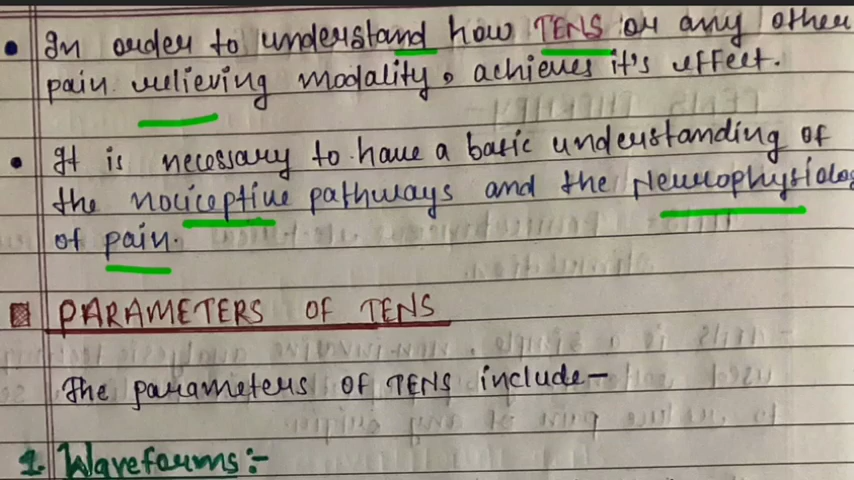 • In order to understand how TENS or any other
pain relieving modality, achieves it's effect.
• It is necessary to have a basic understanding of
the nociceptive pathways and the Neurophysiolog
of pain.
PARAMETERS OF TENS
The parameters OF TENS include-
1. Waveforms:-